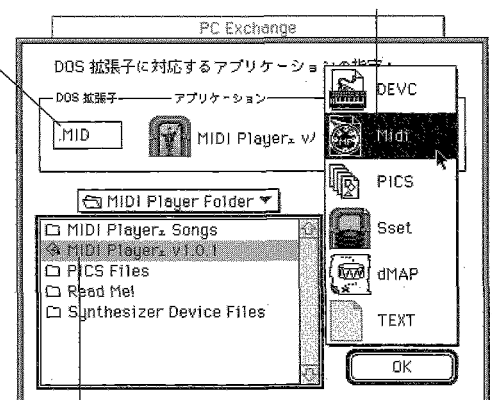 PC Exchange
DOS 拡張子に対応するアプリケーションの指定:
DOS 拡張子
アプリケーション
.MID
MIDI Player
MIDI Player Folder
MIDI Player Songs
MIDI Player v1.0.1
PICS Files
Read Me!
Synthesizer Device Files
DEVC
Midi
PICS
Sset
dMAP
TEXT
OK